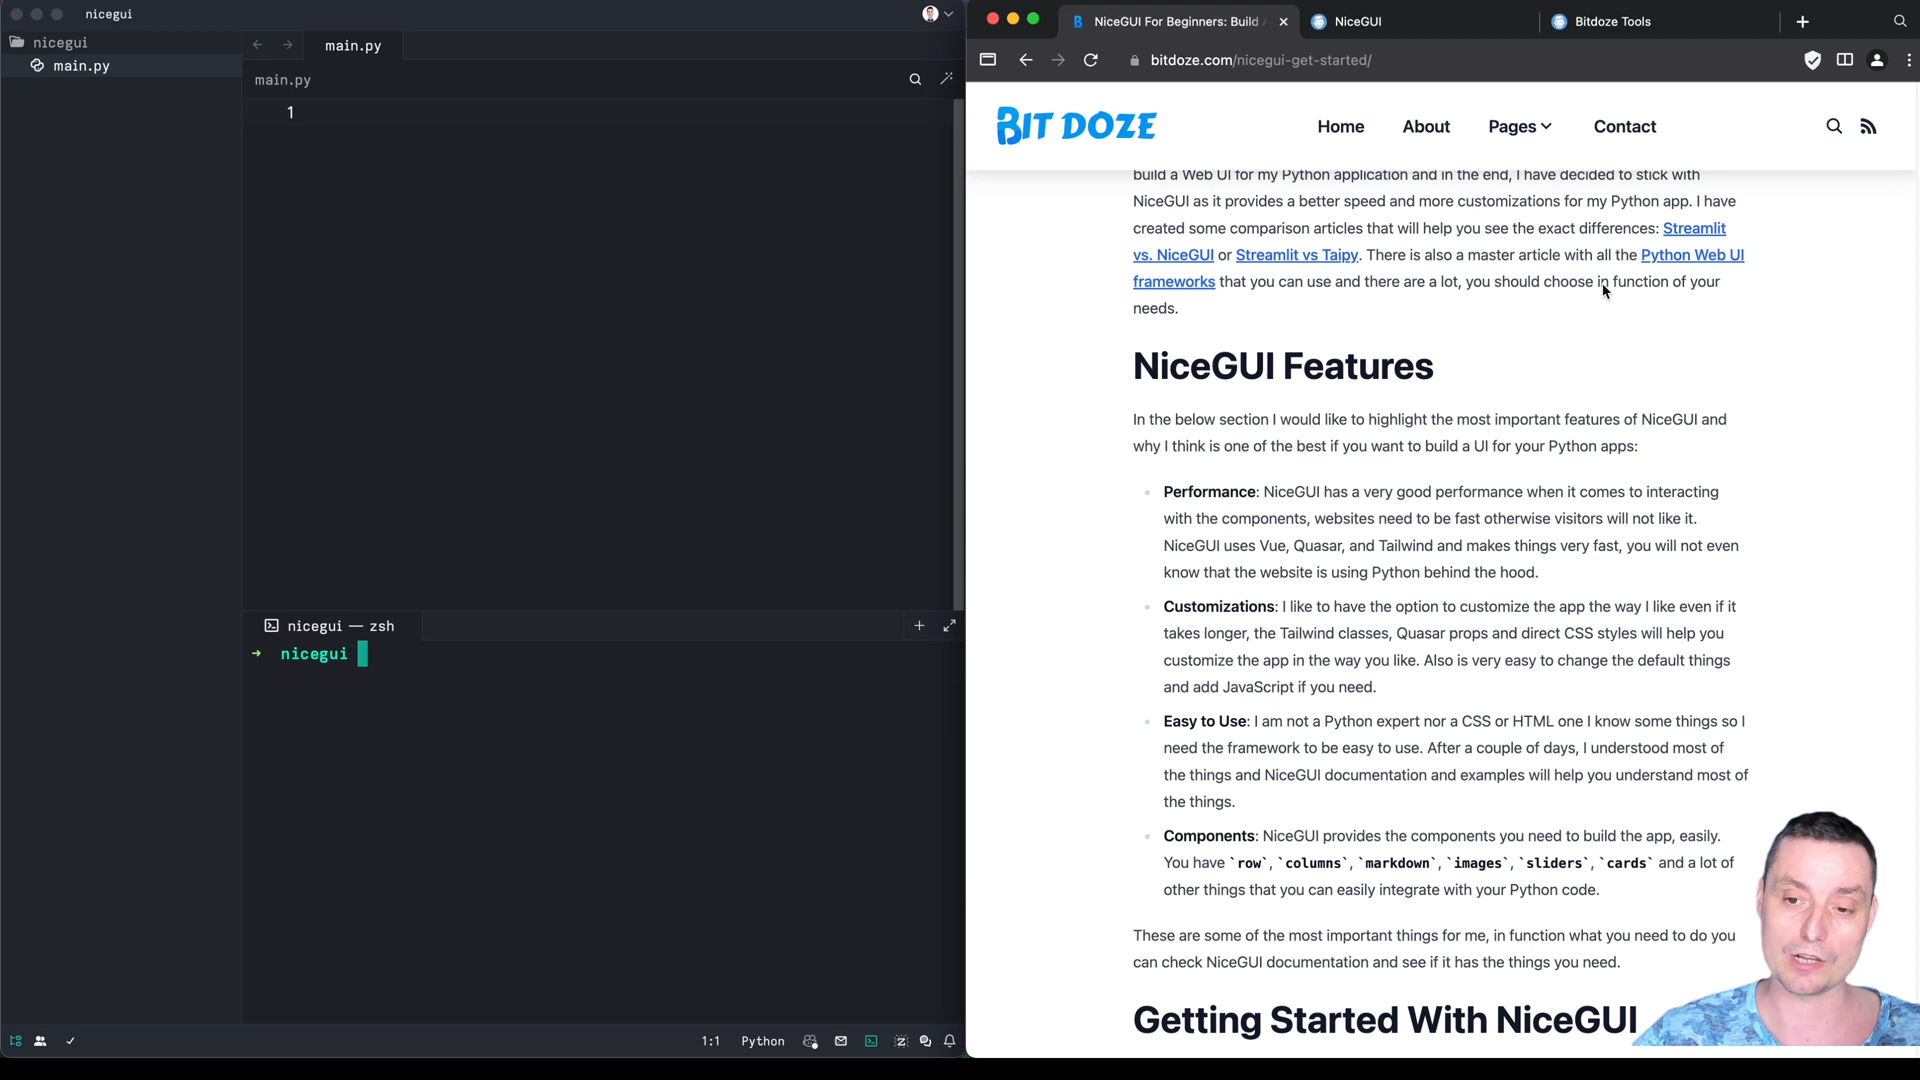 nicegui
nicegui
main.py
main.py
main.py
1
nicegui — zsh
→ nicegui
1:1
Python
NiceGUI For Beginners: Build
NiceGUI
Bitdoze Tools
bitdoze.com/nicegui-get-started/
BIT DOZE
Home
About
Pages
Contact
build a Web UI for my Python application and in the end, I have decided to stick with
NiceGUI as it provides a better speed and more customizations for my Python app. I have
created some comparison articles that will help you see the exact differences: Streamlit
vs. NiceGUI or Streamlit vs Taipy. There is also a master article with all the Python Web UI
frameworks that you can use and there are a lot, you should choose in function of your
needs.
NiceGUI Features
In the below section I would like to highlight the most important features of NiceGUI and
why I think is one of the best if you want to build a UI for your Python apps:
Performance: NiceGUI has a very good performance when it comes to interacting
with the components, websites need to be fast otherwise visitors will not like it.
NiceGUI uses Vue, Quasar, and Tailwind and makes things very fast, you will not even
know that the website is using Python behind the hood.
Customizations: I like to have the option to customize the app the way I like even if it
takes longer, the Tailwind classes, Quasar props and direct CSS styles will help you
customize the app in the way you like. Also is very easy to change the default things
and add JavaScript if you need.
Easy to Use: I am not a Python expert nor a CSS or HTML one I know some things so I
need the framework to be easy to use. After a couple of days, I understood most of
the things and NiceGUI documentation and examples will help you understand most of
the things.
Components: NiceGUI provides the components you need to build the app, easily.
You have `row`, `columns`, `markdown`, `images`, `sliders`, `cards` and a lot of
other things that you can easily integrate with your Python code.
These are some of the most important things for me, in function what you need to do you
can check NiceGUI documentation and see if it has the things you need.
Getting Started With NiceGUI